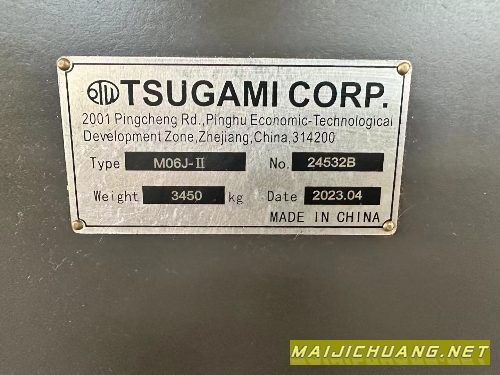 PTW TSUGAMI CORP.
2001 Pingcheng Rd.,Pinghu Economic-Technological
Development Zone,Zhejiang,China,314200
Type M06J-Ⅱ No. 24532B
Weight 3450 kg Date 2023.04
MADE IN CHINA
MAIJICHUANG.NET